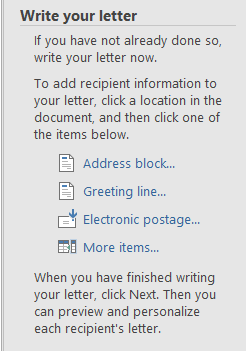 Write your letter
If you have not already done so,
write your letter now.
To add recipient information to
your letter, click a location in the
document, and then click one of
the items below.
Address block...
Greeting line...
Electronic postage...
More items...
When you have finished writing
your letter, click Next. Then you
can preview and personalize
each recipient's letter.